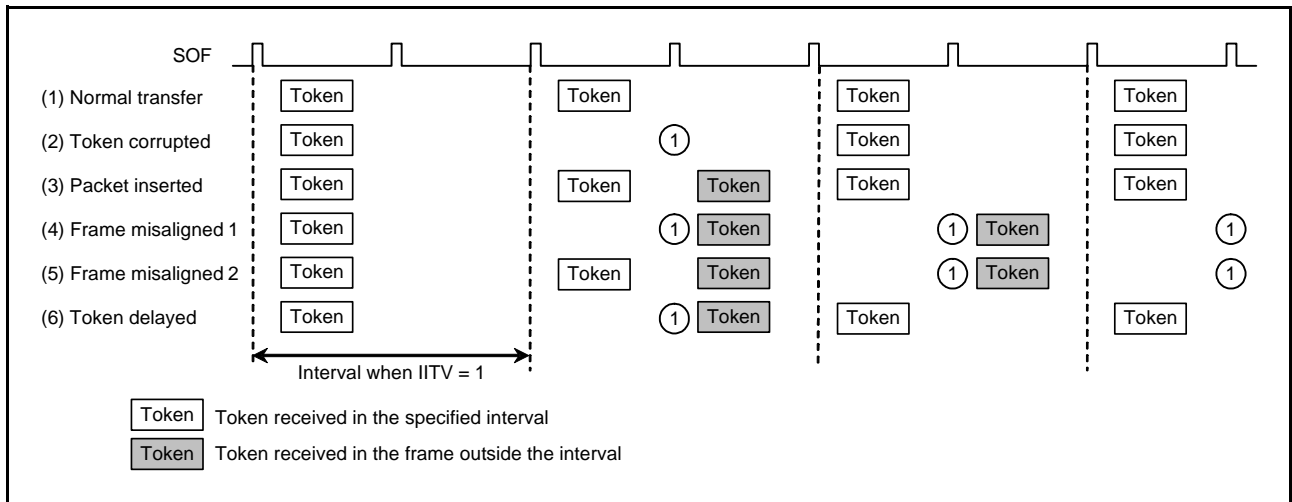 SOF
(1) Normal transfer Token Token Token Token
(2) Token corrupted Token 1 Token Token
(3) Packet inserted Token Token Token Token Token
(4) Frame misaligned 1 Token 1 Token 1 Token 1
(5) Frame misaligned 2 Token Token Token 1 Token 1
(6) Token delayed Token 1 Token Token Token
Interval when IITV = 1
Token Token received in the specified interval
Token Token received in the frame outside the interval